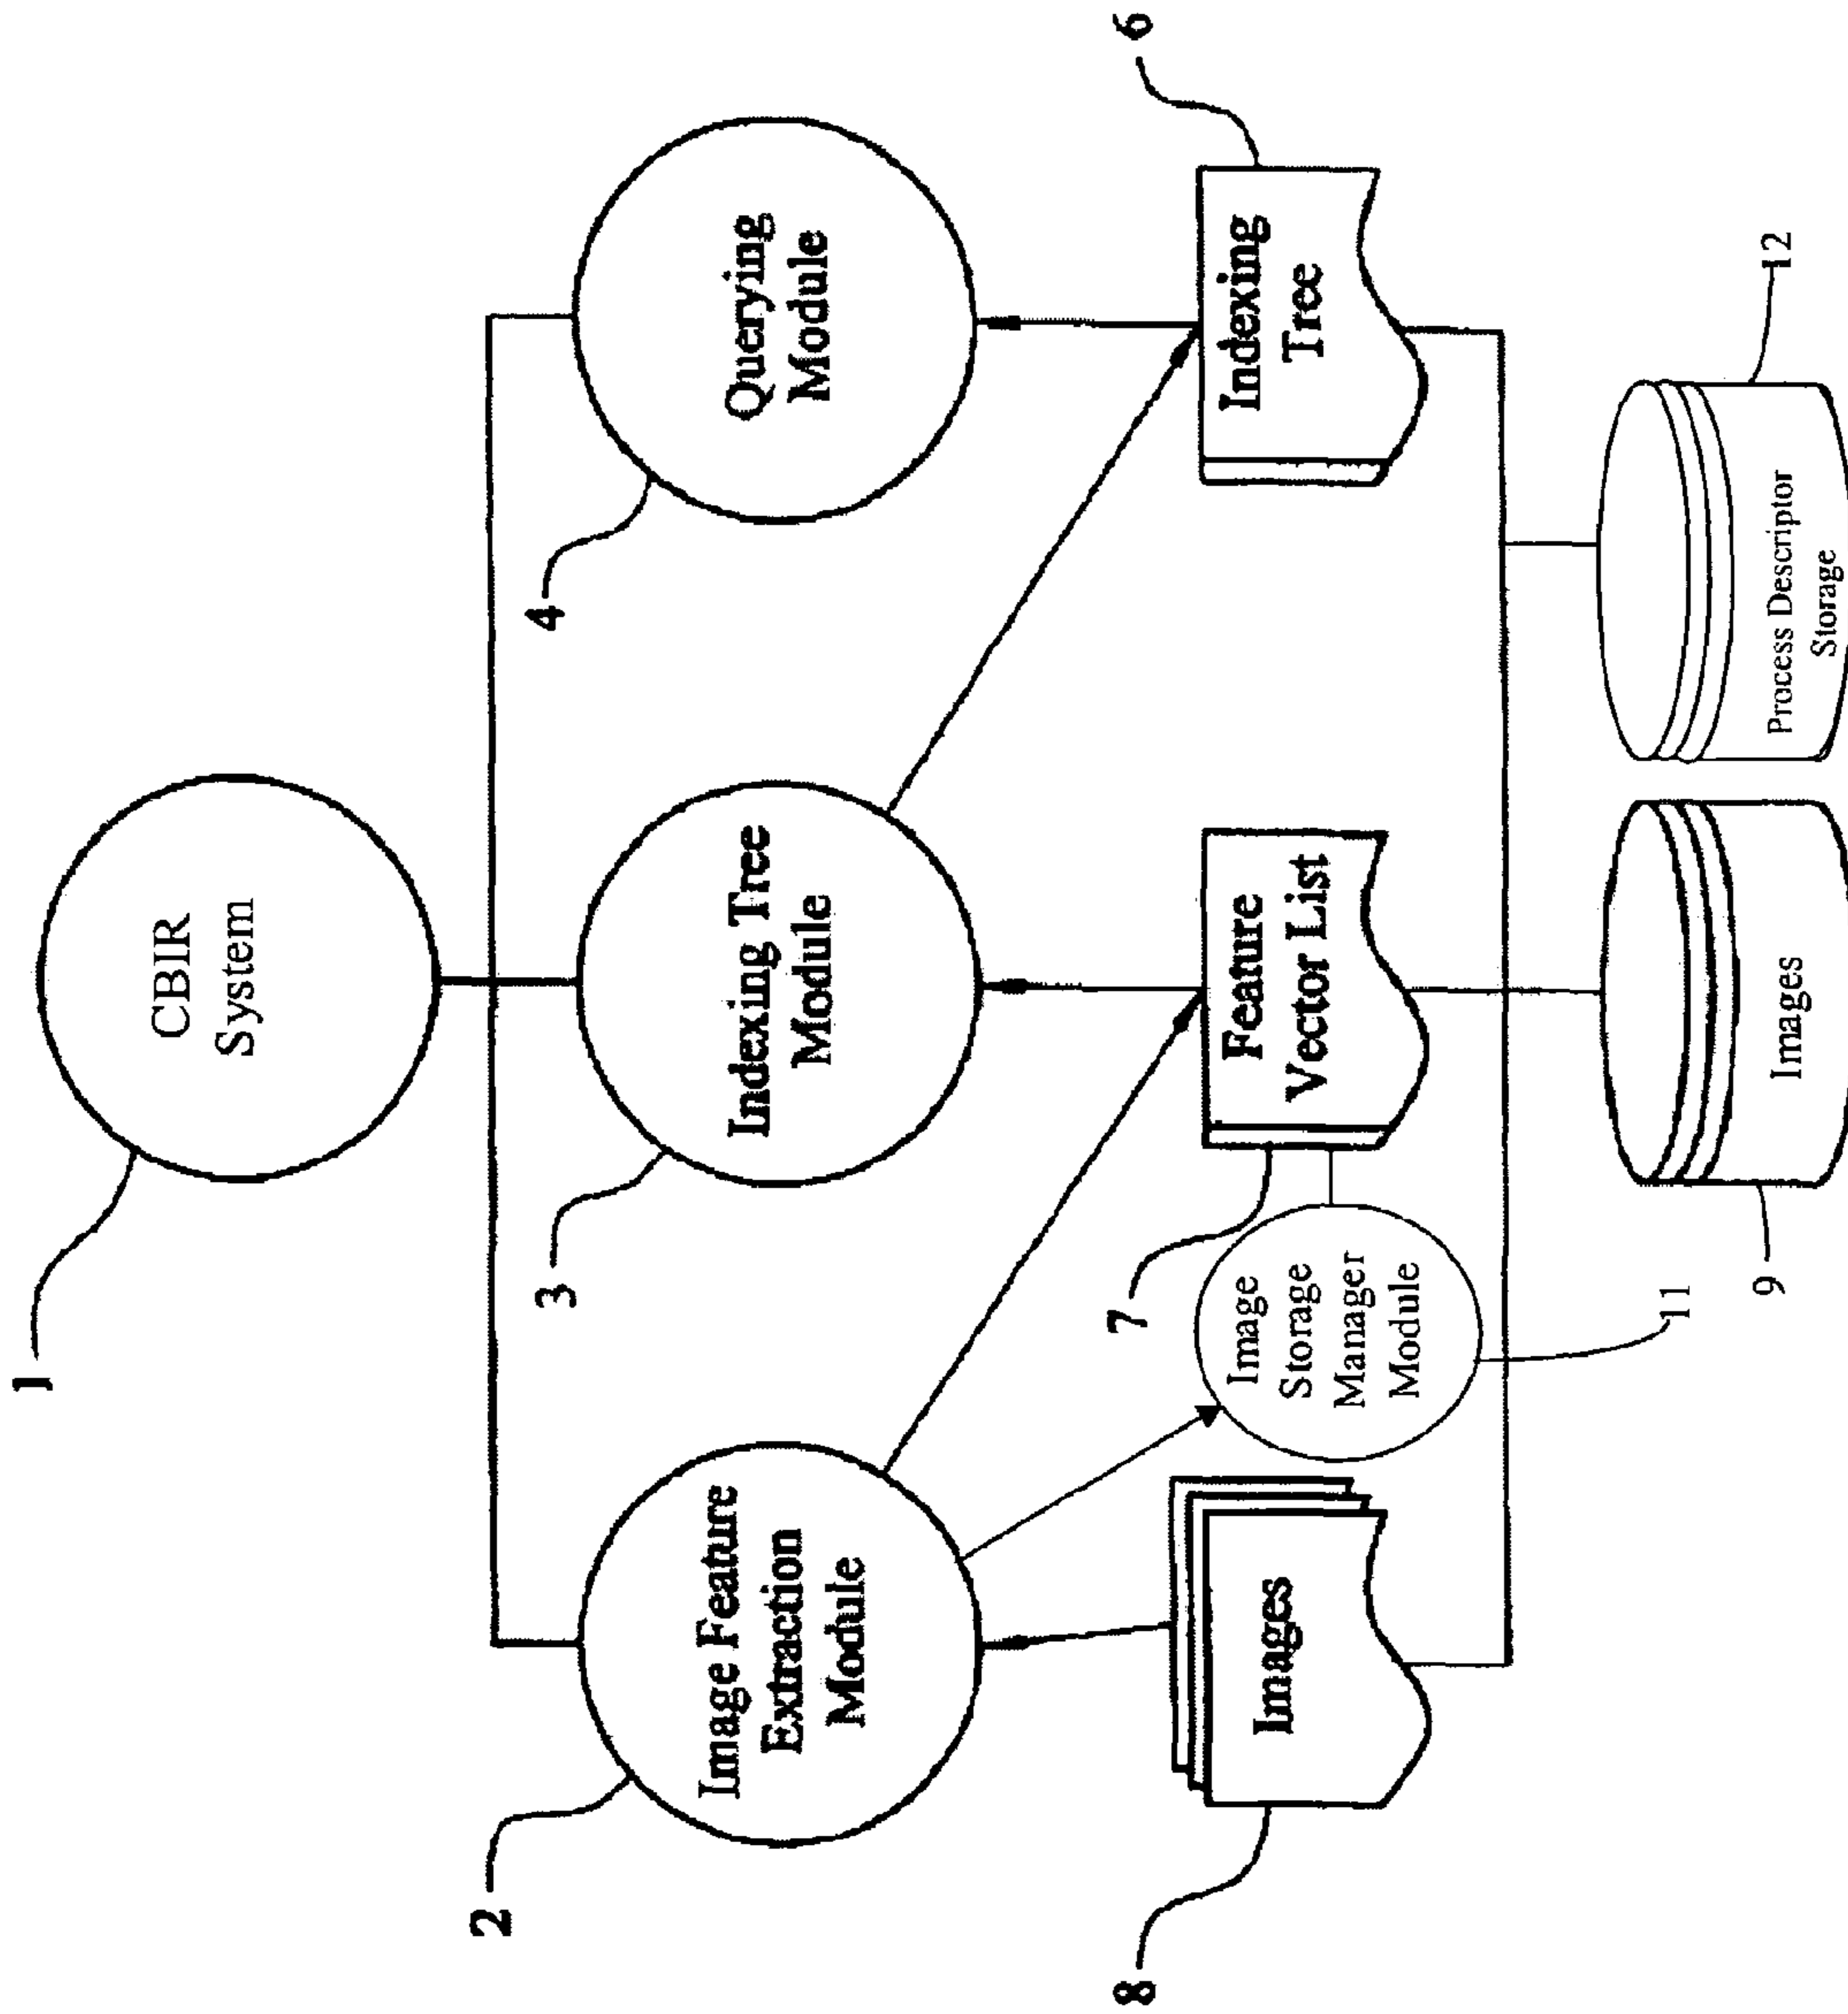 1
CBIR
System
2
Image Feature
Extraction
Module
3
Indexing Tree
Module
4
Querying
Module
8
Images
7
Feature
Vector List
6
Indexing
Tree
Image
Storage
Manager
Module
11
9
Images
12
Process Descriptor
Storage